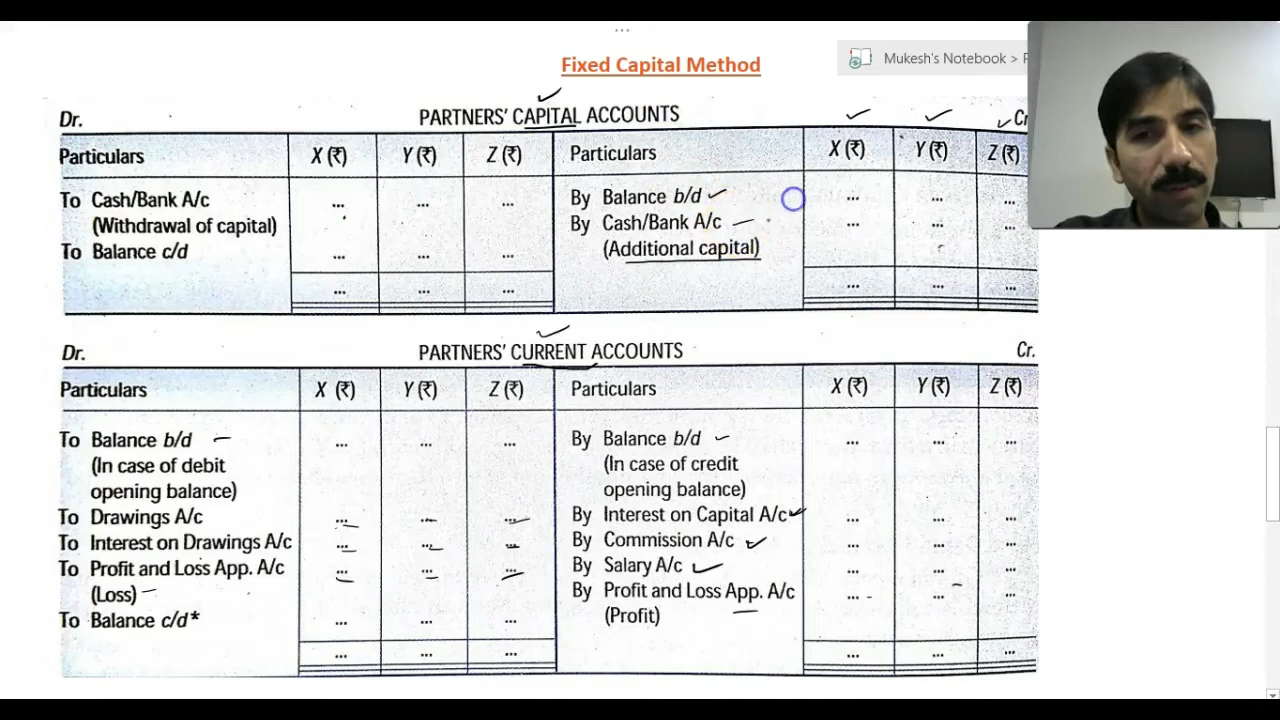 ...
Fixed Capital Method
Mukesh's Notebook >
Dr. PARTNERS' CAPITAL ACCOUNTS Cr
Particulars X (₹) Y (₹) Z (₹) Particulars X (₹) Y (₹) Z (₹)
To Cash/Bank A/c ... ... ... By Balance b/d ... ... ...
(Withdrawal of capital) By Cash/Bank A/c ... ... ...
To Balance c/d ... ... ... (Additional capital)
... ... ... ... ... ...
Dr. PARTNERS' CURRENT ACCOUNTS Cr.
Particulars X (₹) Y (₹) Z (₹) Particulars X (₹) Y (₹) Z (₹)
To Balance b/d ... ... ... By Balance b/d ... ... ...
(In case of debit (In case of credit
opening balance) opening balance)
To Drawings A/c ... ... ... By Interest on Capital A/c ... ... ...
To Interest on Drawings A/c ... ... ... By Commission A/c ... ... ...
To Profit and Loss App. A/c ... ... ... By Salary A/c ... ... ...
(Loss) By Profit and Loss App. A/c ... ... ...
To Balance c/d* ... ... ... (Profit)
... ... ... ... ... ...